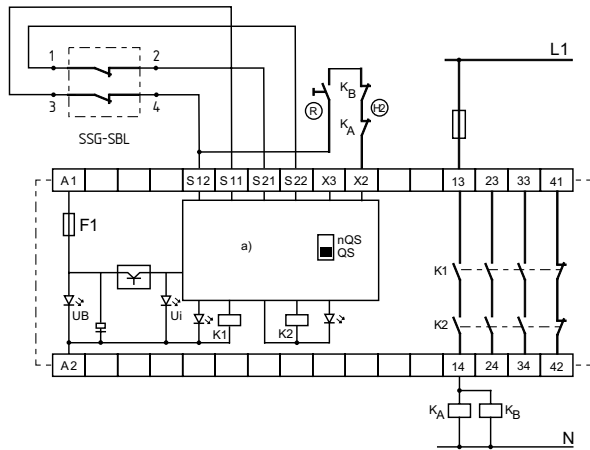 L1
1 2
3 4
SSG-SBL
R
KB
H2
KA
A1 S12 S11 S21 S22 X3 X2 13 23 33 41
F1
a)
nQS
QS
UB
Ui
K1
K2
K1
K2
A2 14 24 34 42
KA KB
N